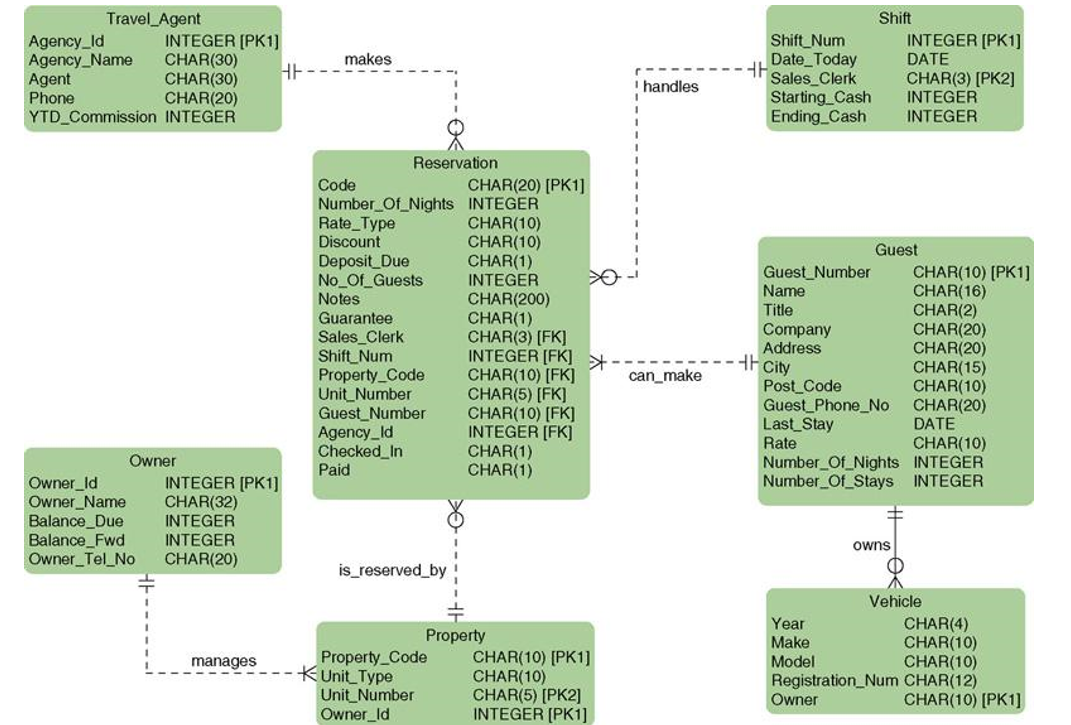 Travel_Agent
Agency_Id INTEGER [PK1]
Agency_Name CHAR(30)
Agent CHAR(30)
Phone CHAR(20)
YTD_Commission INTEGER
makes
Shift
Shift_Num INTEGER [PK1]
Date_Today DATE
Sales_Clerk CHAR(3) [PK2]
Starting_Cash INTEGER
Ending_Cash INTEGER
handles
Reservation
Code CHAR(20) [PK1]
Number_Of_Nights INTEGER
Rate_Type CHAR(10)
Discount CHAR(10)
Deposit_Due CHAR(1)
No_Of_Guests INTEGER
Notes CHAR(200)
Guarantee CHAR(1)
Sales_Clerk CHAR(3) [FK]
Shift_Num INTEGER [FK]
Property_Code CHAR(10) [FK]
Unit_Number CHAR(5) [FK]
Guest_Number CHAR(10) [FK]
Agency_Id INTEGER [FK]
Checked_In CHAR(1)
Paid CHAR(1)
can_make
Guest
Guest_Number CHAR(10) [PK1]
Name CHAR(16)
Title CHAR(2)
Company CHAR(20)
Address CHAR(20)
City CHAR(15)
Post_Code CHAR(10)
Guest_Phone_No CHAR(20)
Last_Stay DATE
Rate CHAR(10)
Number_Of_Nights INTEGER
Number_Of_Stays INTEGER
Owner
Owner_Id INTEGER [PK1]
Owner_Name CHAR(32)
Balance_Due INTEGER
Balance_Fwd INTEGER
Owner_Tel_No CHAR(20)
is_reserved_by
owns
manages
Property
Property_Code CHAR(10) [PK1]
Unit_Type CHAR(10)
Unit_Number CHAR(5) [PK2]
Owner_Id INTEGER [PK1]
Vehicle
Year CHAR(4)
Make CHAR(10)
Model CHAR(10)
Registration_Num CHAR(12)
Owner CHAR(10) [PK1]